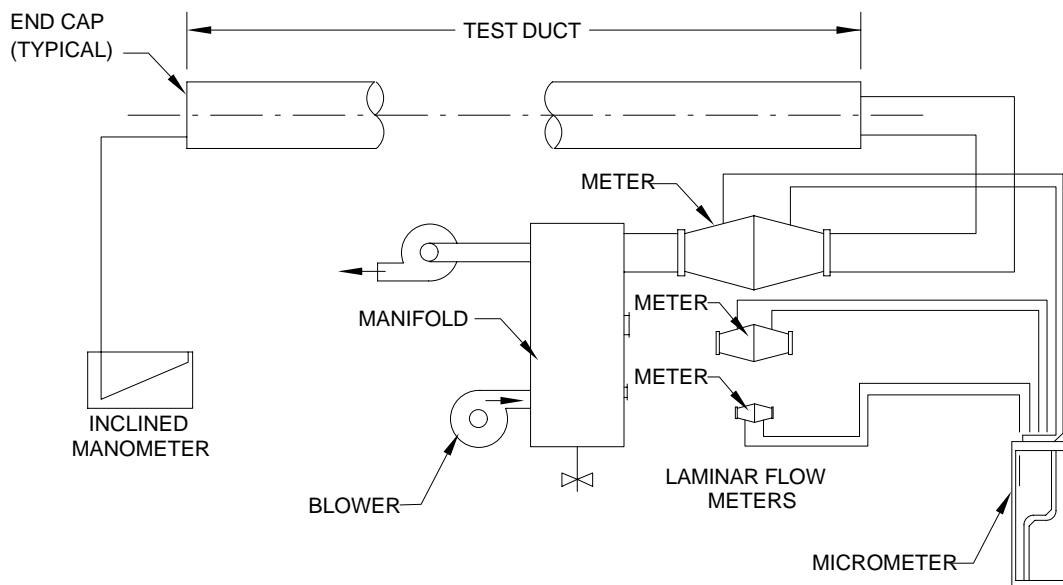 END CAP
(TYPICAL)
TEST DUCT
METER
MANIFOLD
METER
METER
INCLINED
MANOMETER
BLOWER
LAMINAR FLOW
METERS
MICROMETER